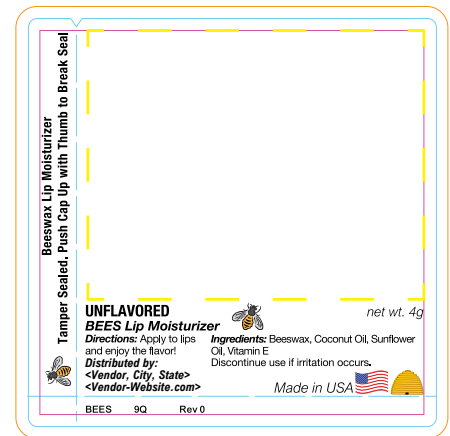 Beeswax Lip Moisturizer
Tamper Sealed, Push Cap Up with Thumb to Break Seal
UNFLAVORED
BEES Lip Moisturizer
Directions: Apply to lips
and enjoy the flavor!
Distributed by:
<Vendor, City, State>
<Vendor-Website.com>
net wt. 4g
Ingredients: Beeswax, Coconut Oil, Sunflower
Oil, Vitamin E
Discontinue use if irritation occurs.
Made in USA
BEES 9Q Rev 0